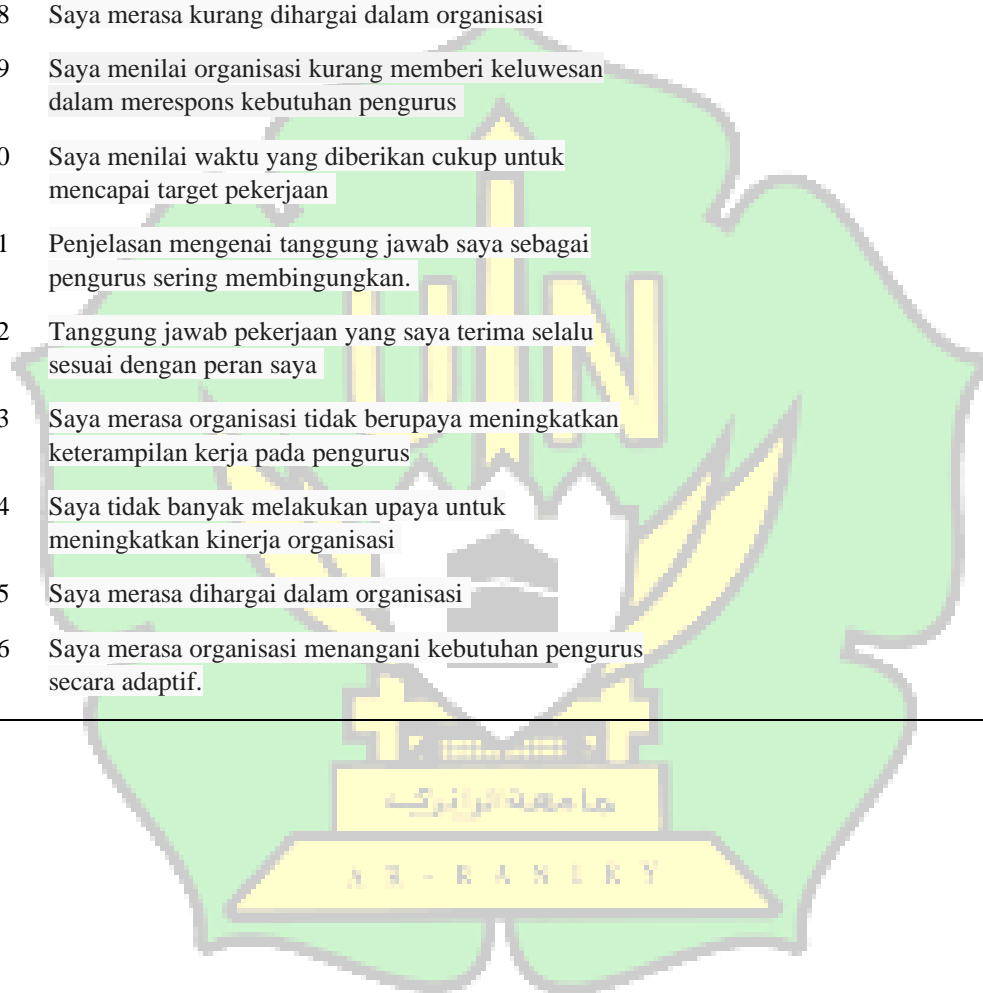 8 Saya merasa kurang dihargai dalam organisasi
9 Saya menilai organisasi kurang memberi keluwesan
dalam merespons kebutuhan pengurus
0 Saya menilai waktu yang diberikan cukup untuk
mencapai target pekerjaan
1 Penjelasan mengenai tanggung jawab saya sebagai
pengurus sering membingungkan.
2 Tanggung jawab pekerjaan yang saya terima selalu
sesuai dengan peran saya
3 Saya merasa organisasi tidak berupaya meningkatkan
keterampilan kerja pada pengurus
4 Saya tidak banyak melakukan upaya untuk
meningkatkan kinerja organisasi
5 Saya merasa dihargai dalam organisasi
6 Saya merasa organisasi menangani kebutuhan pengurus
secara adaptif.
UIN
جامعة الرانري
AR-RANIRY